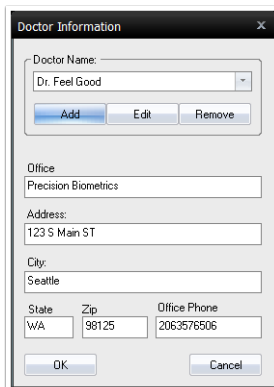 Doctor Information x
Doctor Name:
Dr. Feel Good
Add Edit Remove
Office
Precision Biometrics
Address:
123 S Main ST
City:
Seattle
State Zip Office Phone
WA 98125 2063576506
OK Cancel